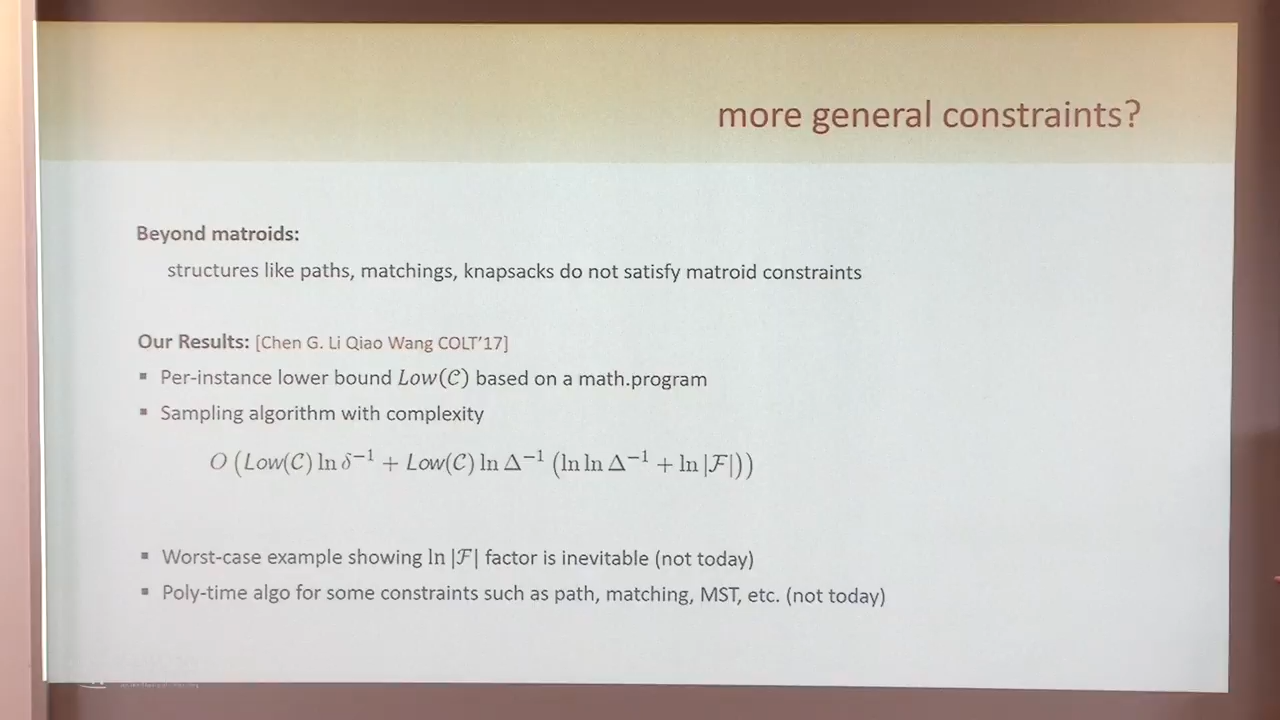 more general constraints?
Beyond matroids:
structures like paths, matchings, knapsacks do not satisfy matroid constraints
Our Results: [Chen G. Li Qiao Wang COLT'17]
▪ Per-instance lower bound Low(𝒞) based on a math.program
▪ Sampling algorithm with complexity
O (Low(𝒞) ln δ⁻¹ + Low(𝒞) ln Δ⁻¹ (ln ln Δ⁻¹ + ln |ℱ|))
▪ Worst-case example showing ln |ℱ| factor is inevitable (not today)
▪ Poly-time algo for some constraints such as path, matching, MST, etc. (not today)